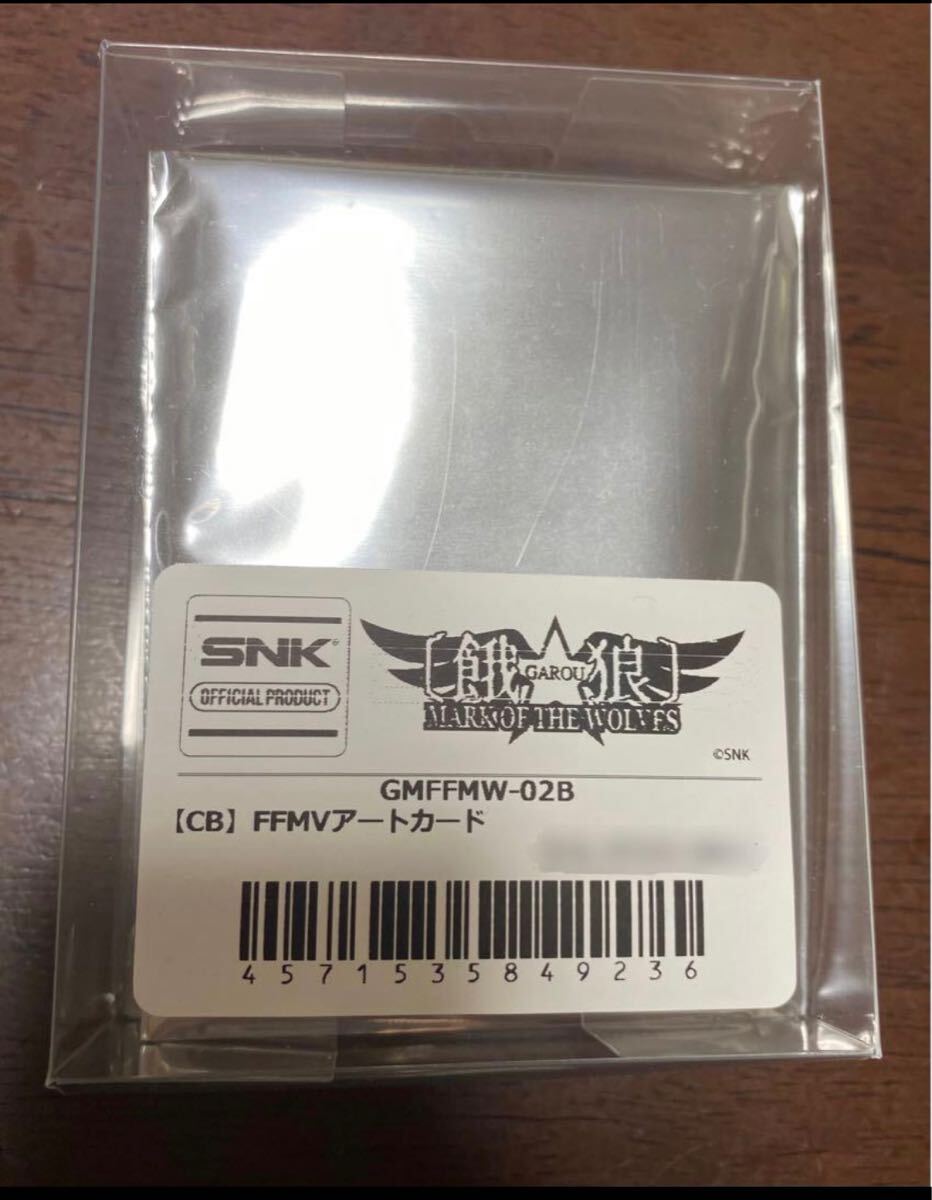 SNK®
OFFICIAL PRODUCT
［餓 GAROU 狼］
MARK OF THE WOLVES
©SNK
GMFFMW-02B
【CB】FFMVアートカード
4571535849236